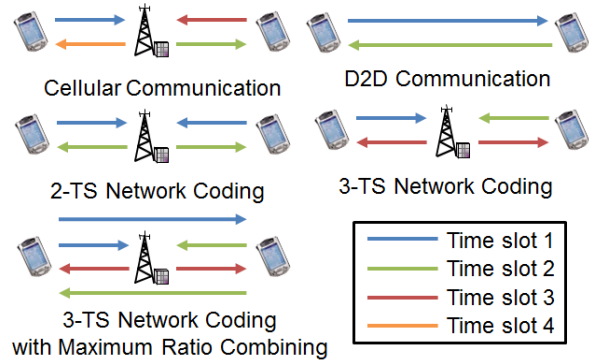 Cellular Communication
D2D Communication
2-TS Network Coding
3-TS Network Coding
3-TS Network Coding
with Maximum Ratio Combining
Time slot 1
Time slot 2
Time slot 3
Time slot 4